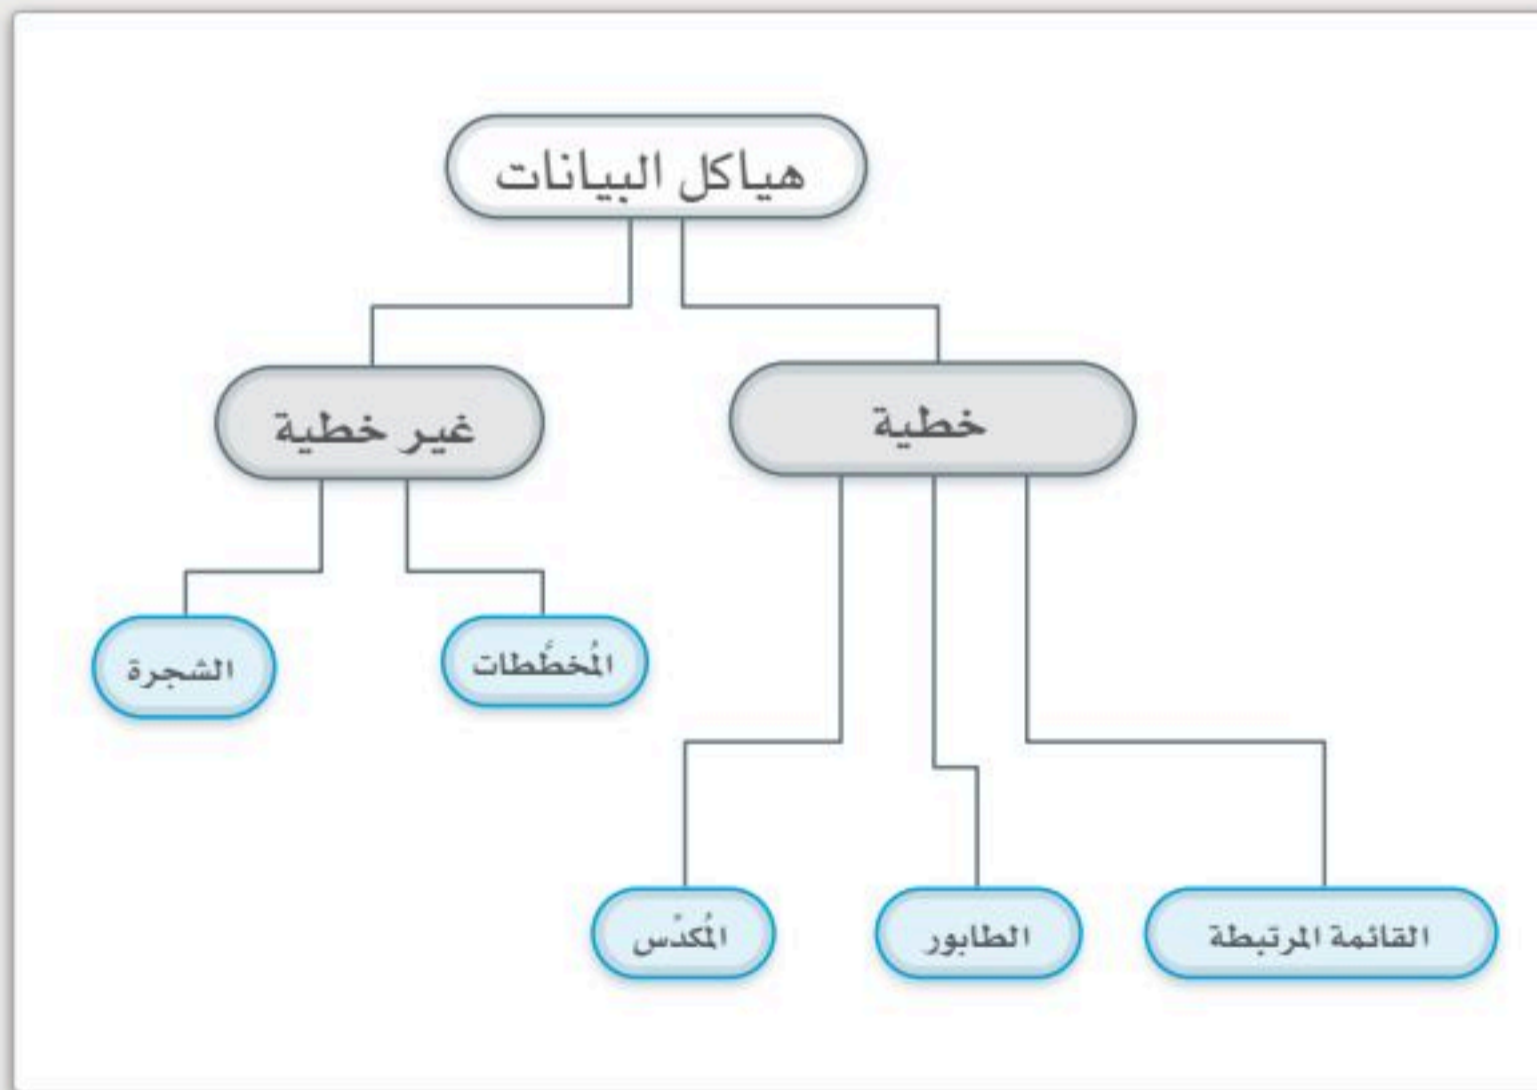 هياكل البيانات
خطية
غير خطية
المُخطَّطات
الشجرة
القائمة المرتبطة
الطابور
المُكدّس